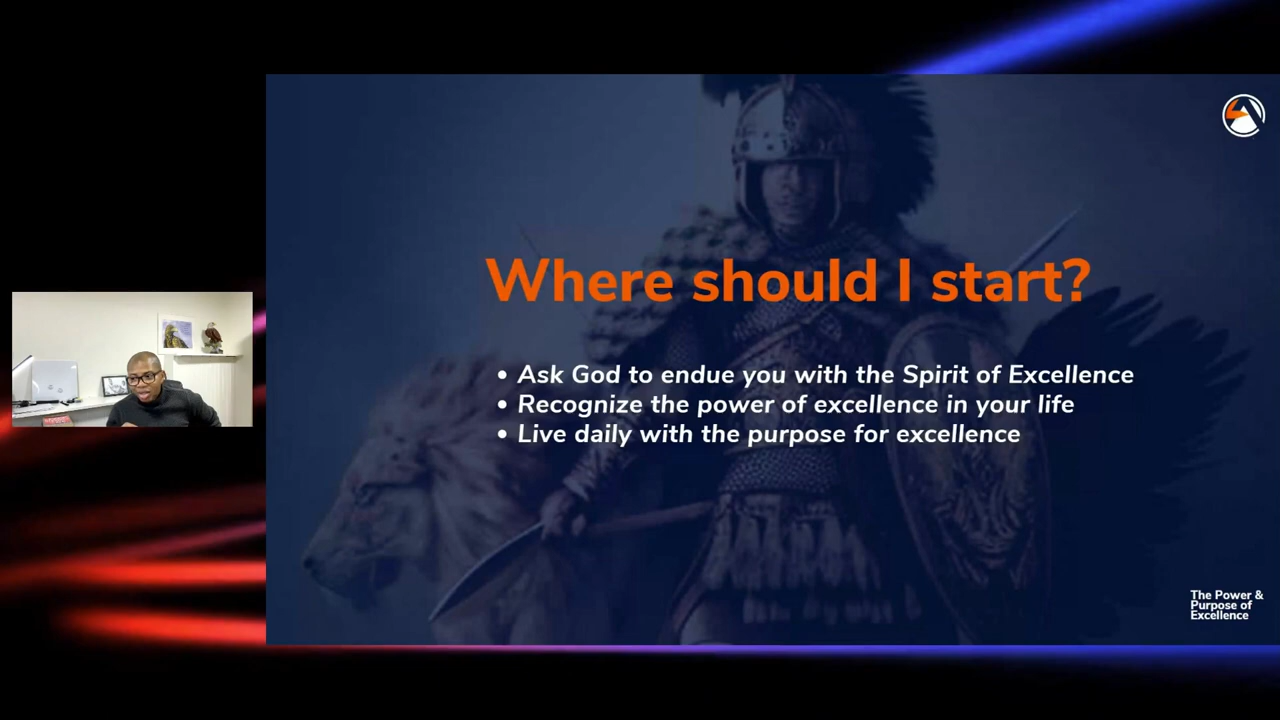 Where should I start?
• Ask God to endue you with the Spirit of Excellence
• Recognize the power of excellence in your life
• Live daily with the purpose for excellence
The Power &
Purpose of
Excellence